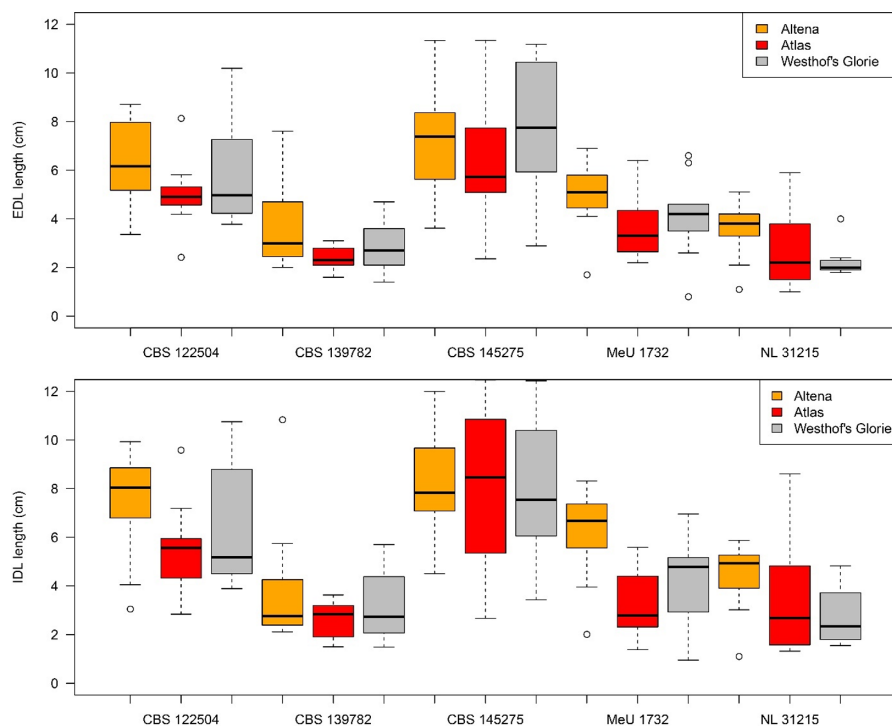 EDL length (cm)
12
10
8
6
4
2
0
Altena
Atlas
Westhof's Glorie
CBS 122504 CBS 139782 CBS 145275 MeU 1732 NL 31215
IDL length (cm)
12
10
8
6
4
2
0
Altena
Atlas
Westhof's Glorie
CBS 122504 CBS 139782 CBS 145275 MeU 1732 NL 31215